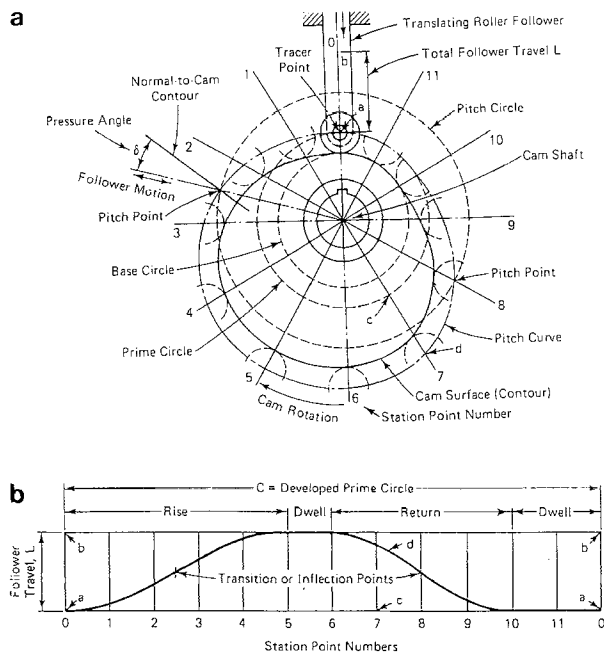 a
Translating Roller Follower
0
b
Tracer
Point
Total Follower Travel L
Normal-to-Cam
Contour
1
11
a
Pitch Circle
Pressure Angle
2
10
δ
Cam Shaft
Follower Motion
Pitch Point
3
9
Base Circle
Pitch Point
4
8
c
Prime Circle
Pitch Curve
d
5
7
6
Cam Surface (Contour)
Cam Rotation
Station Point Number
b
C = Developed Prime Circle
Rise
Dwell
Return
Dwell
b
d
b
Follower
Travel, L
Transition or Inflection Points
a
c
a
0 1 2 3 4 5 6 7 8 9 10 11 0
Station Point Numbers